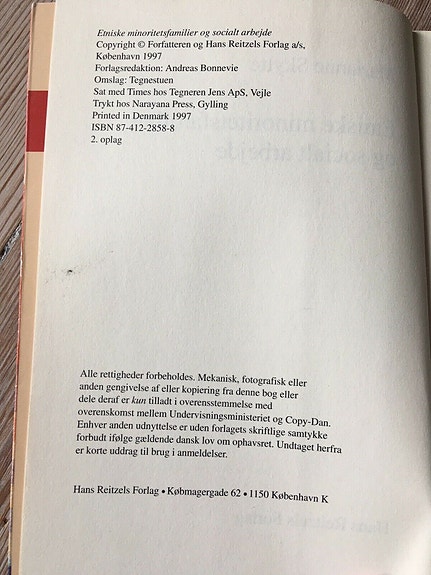 Etniske minoritetsfamilier og socialt arbejde
Copyright © Forfatteren og Hans Reitzels Forlag a/s,
København 1997
Forlagsredaktion: Andreas Bonnevie
Omslag: Tegnestuen
Sat med Times hos Tegneren Jens ApS, Vejle
Trykt hos Narayana Press, Gylling
Printed in Denmark 1997
ISBN 87-412-2858-8
2. oplag
Alle rettigheder forbeholdes. Mekanisk, fotografisk eller
anden gengivelse af eller kopiering fra denne bog eller
dele deraf er kun tilladt i overensstemmelse med
overenskomst mellem Undervisningsministeriet og Copy-Dan.
Enhver anden udnyttelse er uden forlagets skriftlige samtykke
forbudt ifølge gældende dansk lov om ophavsret. Undtaget herfra
er korte uddrag til brug i anmeldelser.
Hans Reitzels Forlag • Købmagergade 62 • 1150 København K